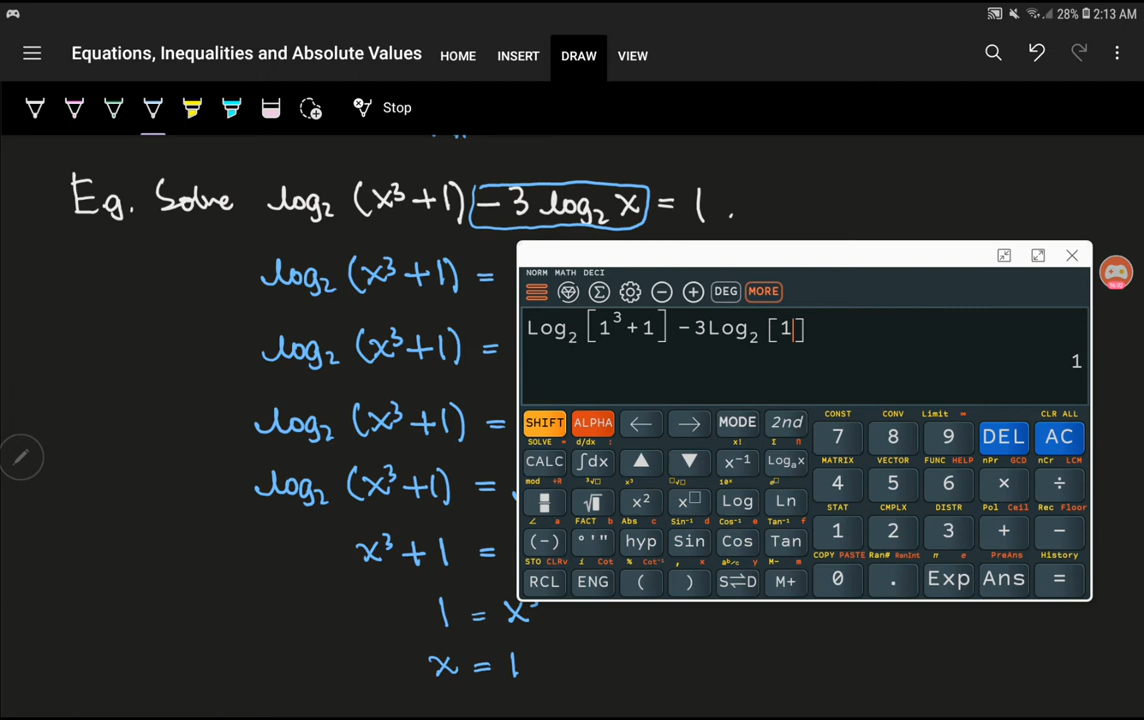 28% 2:13 AM
Equations, Inequalities and Absolute Values HOME INSERT DRAW VIEW
Stop
Eg. Solve log₂ (x³+1) - 3 log₂ x = 1 .
log₂ (x³+1) =
log₂ (x³+1) =
log₂ (x³+1) =
log₂ (x³+1) =
x³+1 =
1 = x³
x = 1
NORM MATH DECI
DEG MORE
Log₂ [1³+1] -3Log₂ [1]
1
CONST CONV Limit ∞ CLR ALL
SHIFT ALPHA ← → MODE 2nd 7 8 9 DEL AC
SOLVE = d/dx : x! Σ Π MATRIX VECTOR FUNC HELP nPr GCD nCr LCM
CALC ∫dx ▲ ▼ x⁻¹ Logₐx 4 5 6 × ÷
mod +R ³√□ x³ □√□ 10ˣ eᵡ STAT CMPLX DISTR Pol Ceil Rec Floor
√□ x² x□ Log Ln 1 2 3 + −
∠ a FACT b Abs c Sin⁻¹ d Cos⁻¹ e Tan⁻¹ f COPY PASTE Ran# RanInt π e PreAns History
(-) °'" hyp Sin Cos Tan 0 . Exp Ans =
STO CLRv i Cot % Cot⁻¹ , x ab/c y M- m
RCL ENG ( ) S⇌D M+